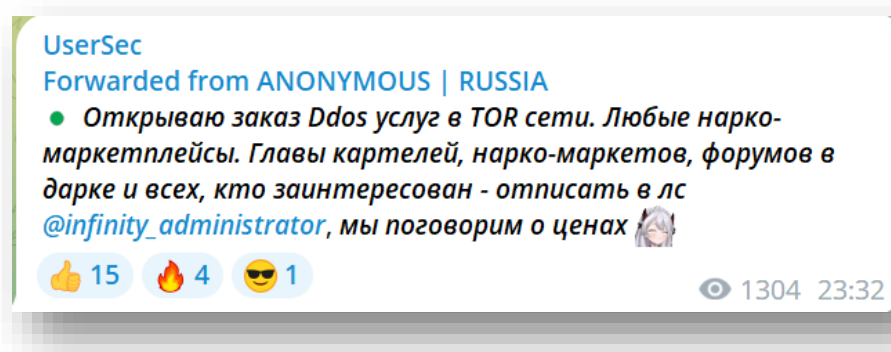 UserSec
Forwarded from ANONYMOUS | RUSSIA
Открываю заказ Ddos услуг в TOR сети. Любые нарко-
маркетплейсы. Главы картелей, нарко-маркетов, форумов в
дарке и всех, кто заинтересован - отписать в лс
@infinity_administrator, мы поговорим о ценах
👍 15 🔥 4 😎 1
1304 23:32